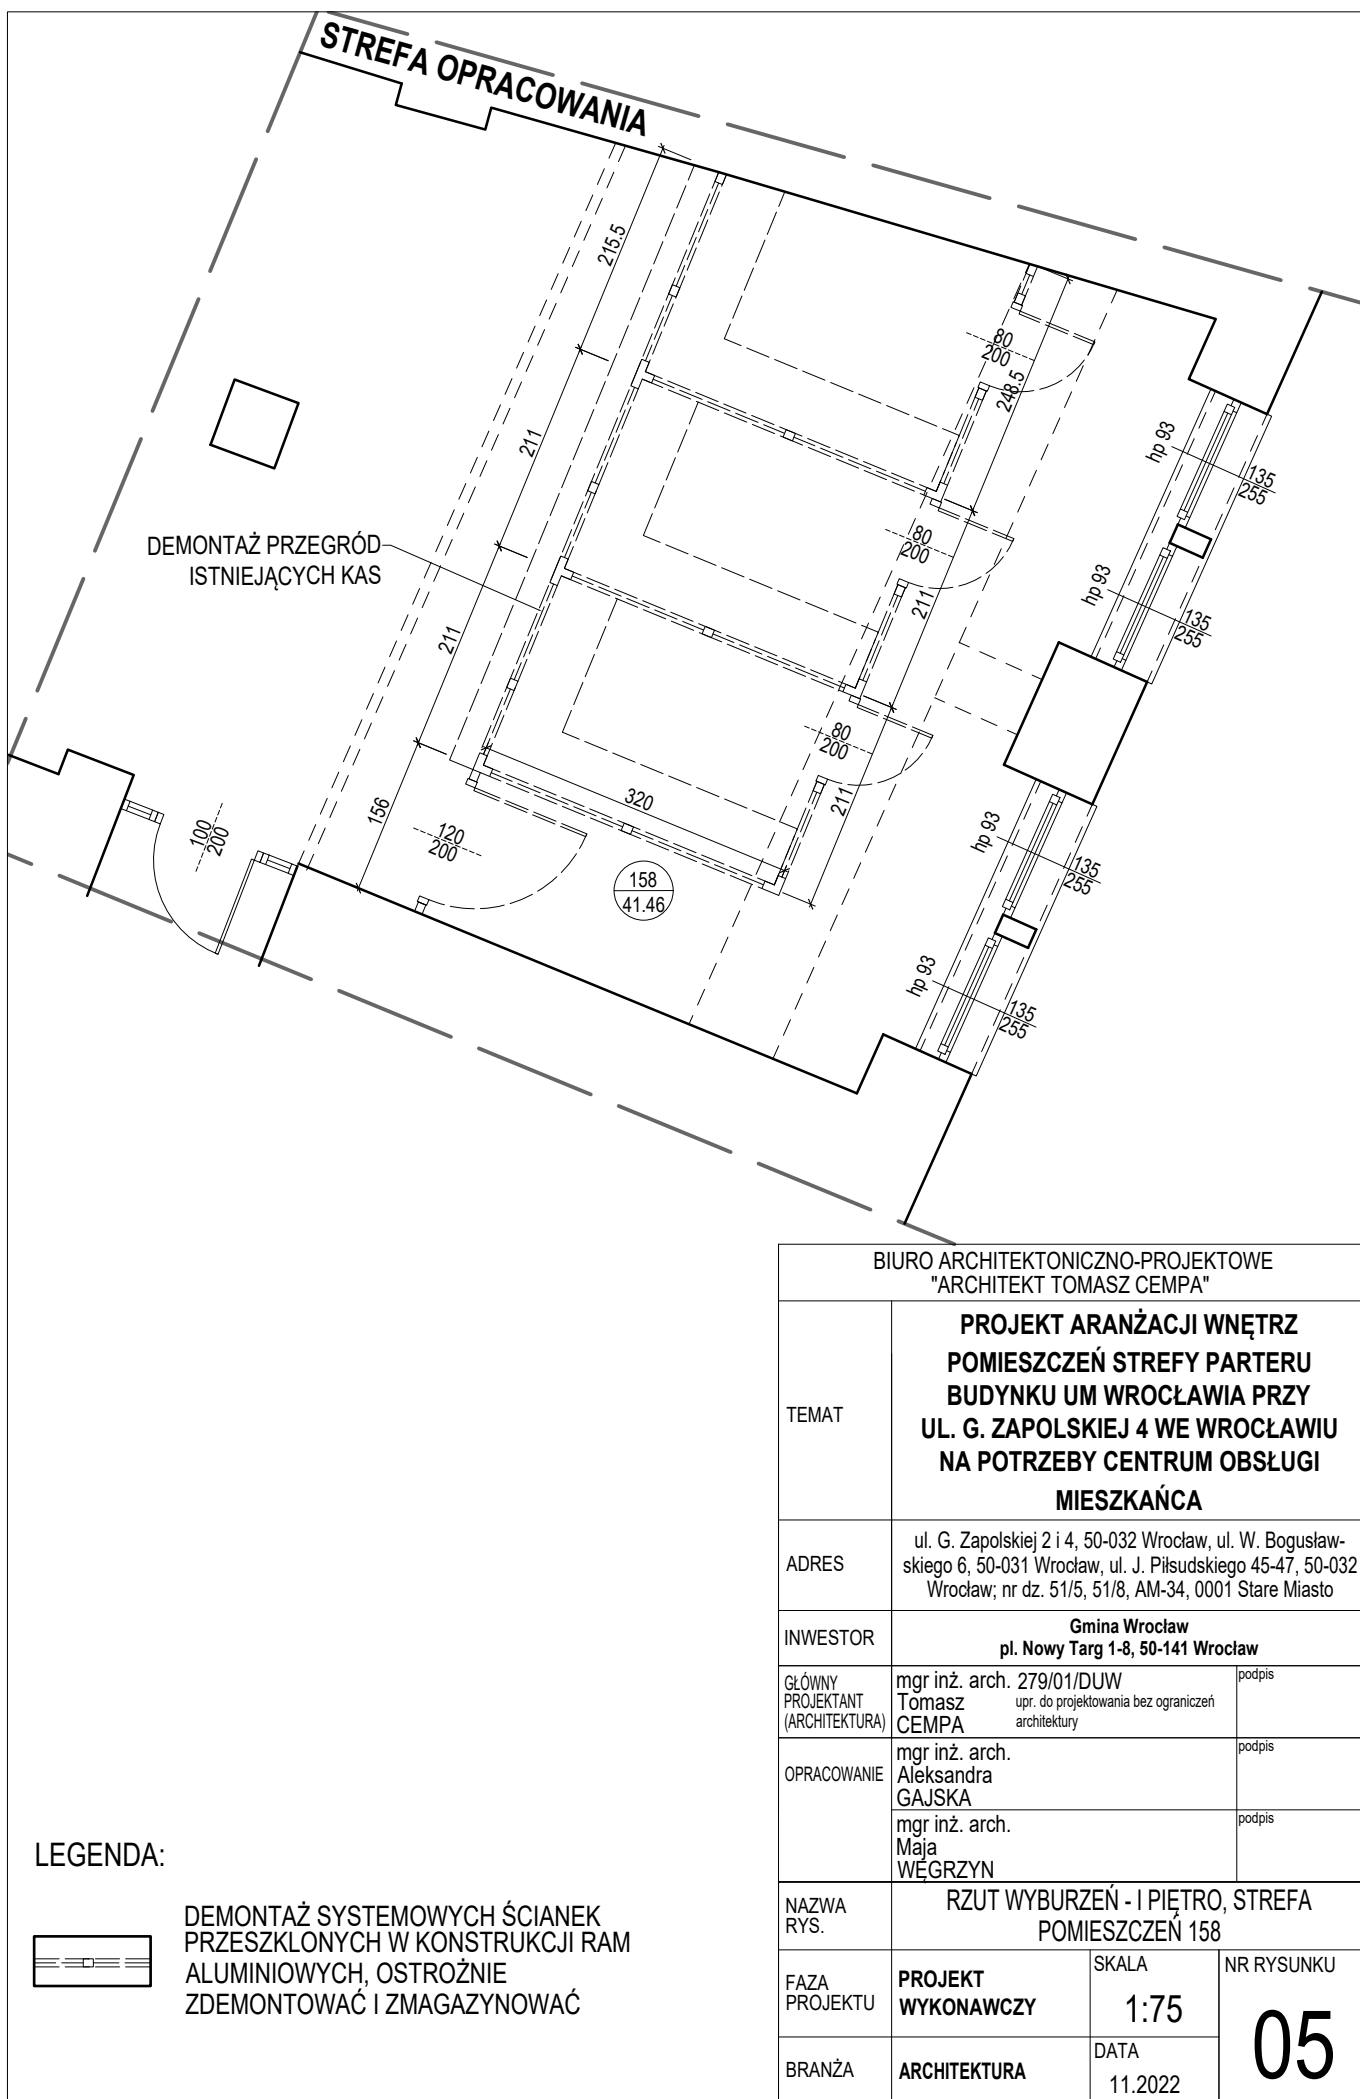 STREFA OPRACOWANIA
215.5
80
200
248.5
hp 93
135
255
211
DEMONTAŻ PRZEGRÓD
ISTNIEJĄCYCH KAS
80
200
hp 93
135
255
211
211
80
200
320
211
156
100
200
120
200
158
41.46
hp 93
135
255
hp 93
135
255
BIURO ARCHITEKTONICZNO-PROJEKTOWE
"ARCHITEKT TOMASZ CEMPA"
TEMAT
PROJEKT ARANŻACJI WNĘTRZ
POMIESZCZEŃ STREFY PARTERU
BUDYNKU UM WROCŁAWIA PRZY
UL. G. ZAPOLSKIEJ 4 WE WROCŁAWIU
NA POTRZEBY CENTRUM OBSŁUGI
MIESZKAŃCA
ADRES
ul. G. Zapolskiej 2 i 4, 50-032 Wrocław, ul. W. Bogusław-
skiego 6, 50-031 Wrocław, ul. J. Piłsudskiego 45-47, 50-032
Wrocław; nr dz. 51/5, 51/8, AM-34, 0001 Stare Miasto
INWESTOR
Gmina Wrocław
pl. Nowy Targ 1-8, 50-141 Wrocław
GŁÓWNY
PROJEKTANT
(ARCHITEKTURA)
mgr inż. arch.
Tomasz
CEMPA
279/01/DUW
upr. do projektowania bez ograniczeń
architektury
podpis
OPRACOWANIE
mgr inż. arch.
Aleksandra
GAJSKA
podpis
mgr inż. arch.
Maja
WĘGRZYN
podpis
NAZWA
RYS.
RZUT WYBURZEŃ - I PIĘTRO, STREFA
POMIESZCZEŃ 158
FAZA
PROJEKTU
PROJEKT
WYKONAWCZY
SKALA
1:75
NR RYSUNKU
05
BRANŻA
ARCHITEKTURA
DATA
11.2022
LEGENDA:
DEMONTAŻ SYSTEMOWYCH ŚCIANEK
PRZESZKLONYCH W KONSTRUKCJI RAM
ALUMINIOWYCH, OSTROŻNIE
ZDEMONTOWAĆ I ZMAGAZYNOWAĆ